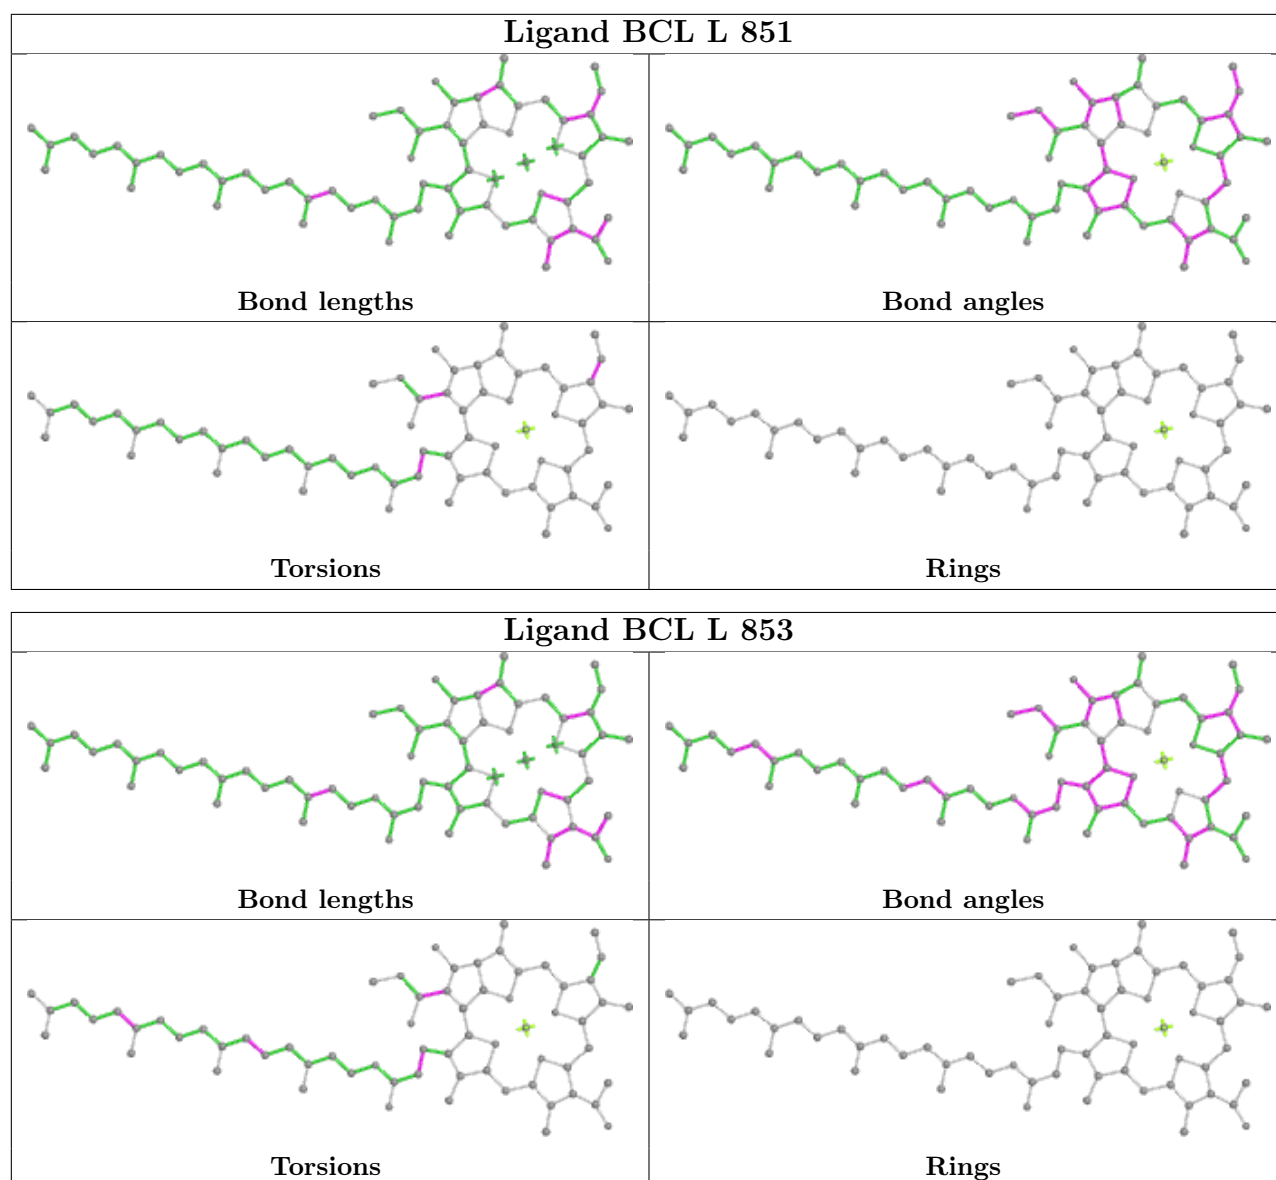 Ligand BCL L 851
Bond lengths
Bond angles
Torsions
Rings
Ligand BCL L 853
Bond lengths
Bond angles
Torsions
Rings